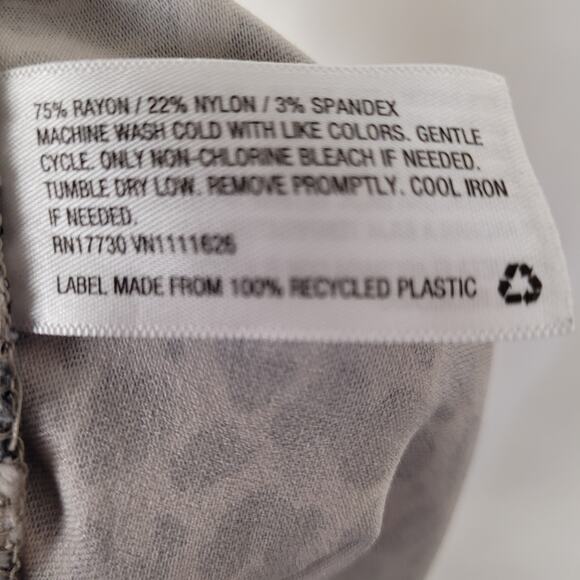 75% RAYON / 22% NYLON / 3% SPANDEX
MACHINE WASH COLD WITH LIKE COLORS. GENTLE
CYCLE. ONLY NON-CHLORINE BLEACH IF NEEDED.
TUMBLE DRY LOW. REMOVE PROMPTLY. COOL IRON
IF NEEDED.
RN17730 VN1111626
LABEL MADE FROM 100% RECYCLED PLASTIC